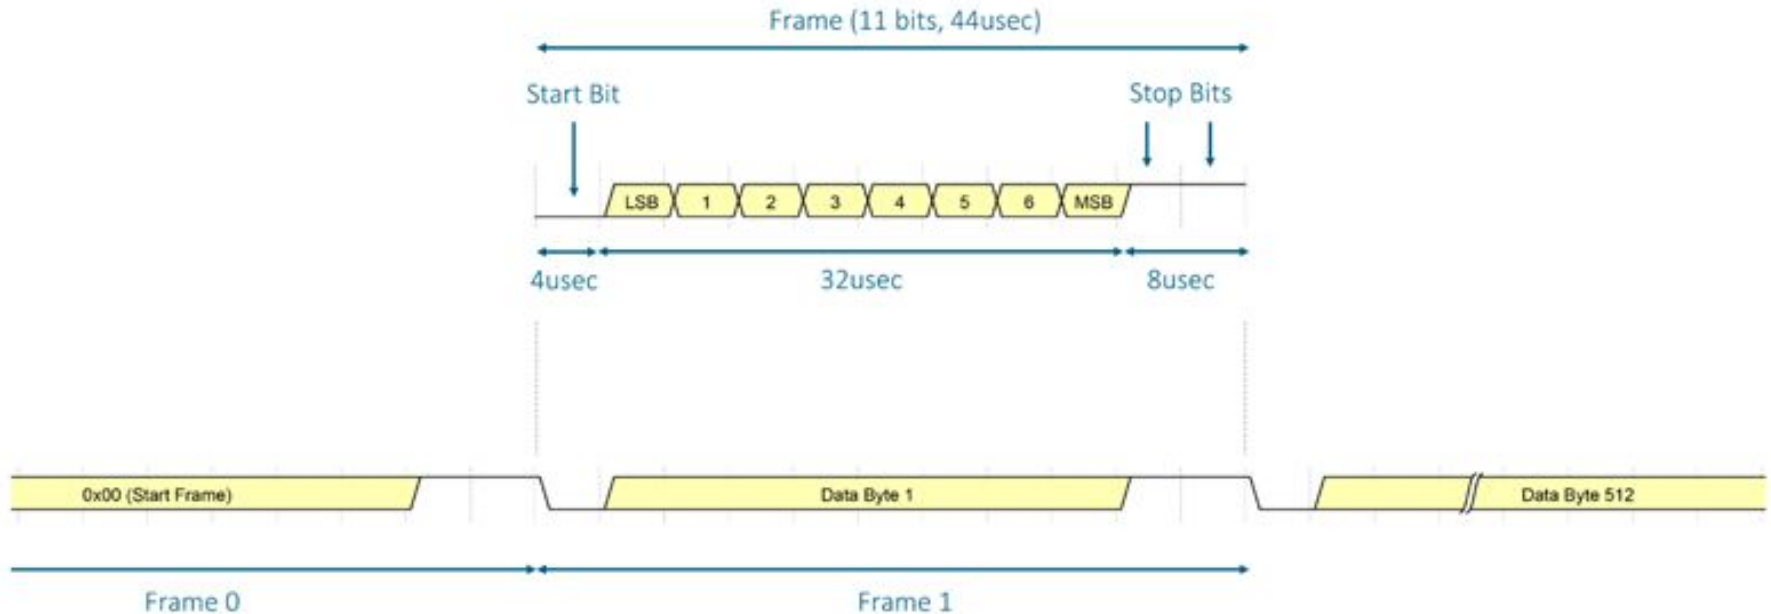 Frame (11 bits, 44usec)
Start Bit
Stop Bits
LSB 1 2 3 4 5 6 MSB
4usec 32usec 8usec
0x00 (Start Frame) Data Byte 1 Data Byte 512
Frame 0 Frame 1